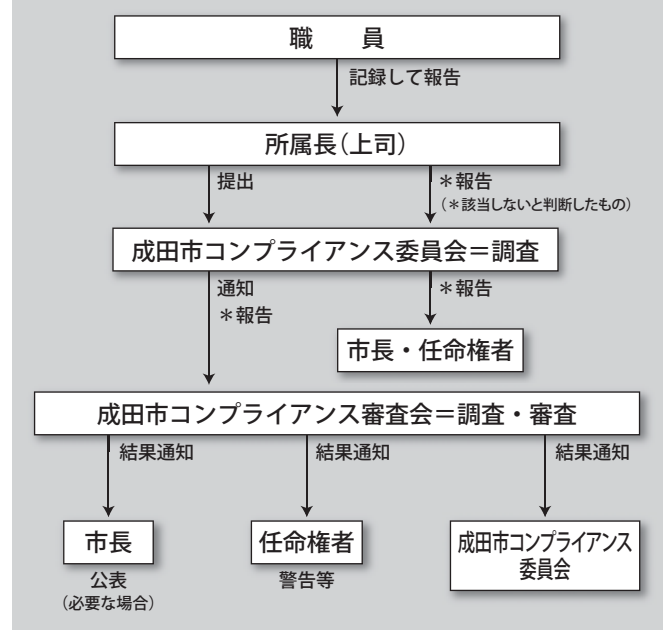 職　員
記録して報告
所属長(上司)
提出
＊報告
(＊該当しないと判断したもの)
成田市コンプライアンス委員会＝調査
通知
＊報告
＊報告
市長・任命権者
成田市コンプライアンス審査会＝調査・審査
結果通知
結果通知
結果通知
市長
公表
(必要な場合)
任命権者
警告等
成田市コンプライアンス
委員会